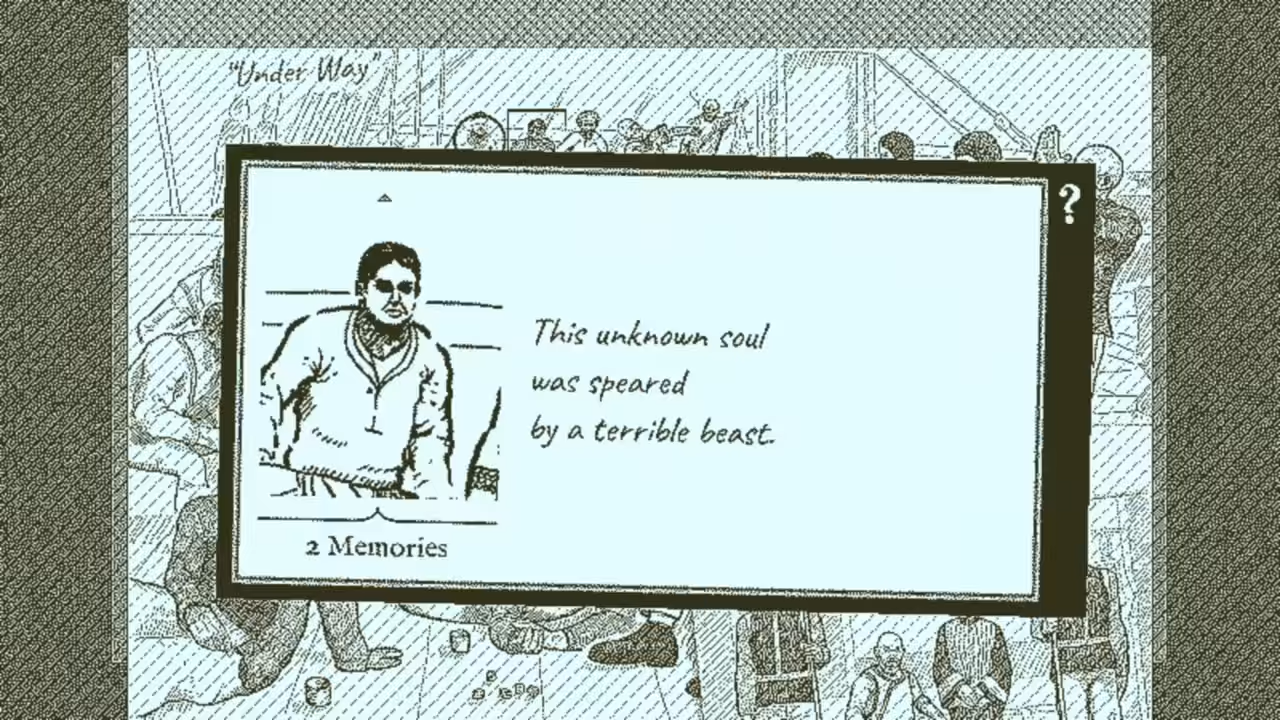 "Under Way"
?
This unknown soul
was speared
by a terrible beast.
2 Memories